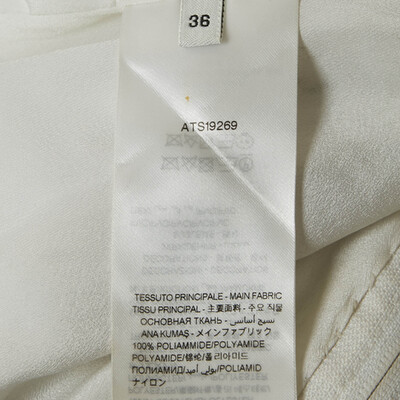 36
ATS19269
TESSUTO PRINCIPALE - MAIN FABRIC
TISSU PRINCIPAL - 主要面料 - 주요 직물
ОСНОВНАЯ ТКАНЬ - نسيج أساسي -
ANA KUMAŞ - メインファブリック
100% POLIAMMIDE/POLYAMIDE
POLYAMIDE/锦纶/폴리아미드
ПОЛИАМИД/بولي أميد/POLIAMID
ナイロン